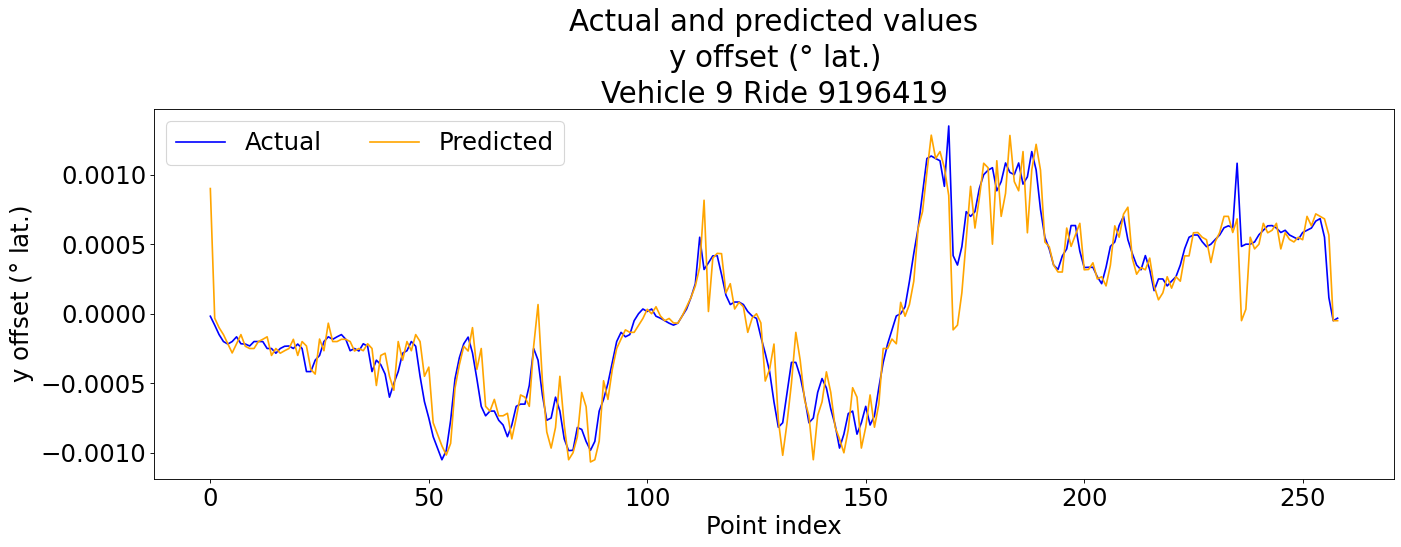 Actual and predicted values
y offset (° lat.)
Vehicle 9 Ride 9196419
Actual
Predicted
y offset (° lat.)
0.0010
0.0005
0.0000
−0.0005
−0.0010
0 50 100 150 200 250
Point index